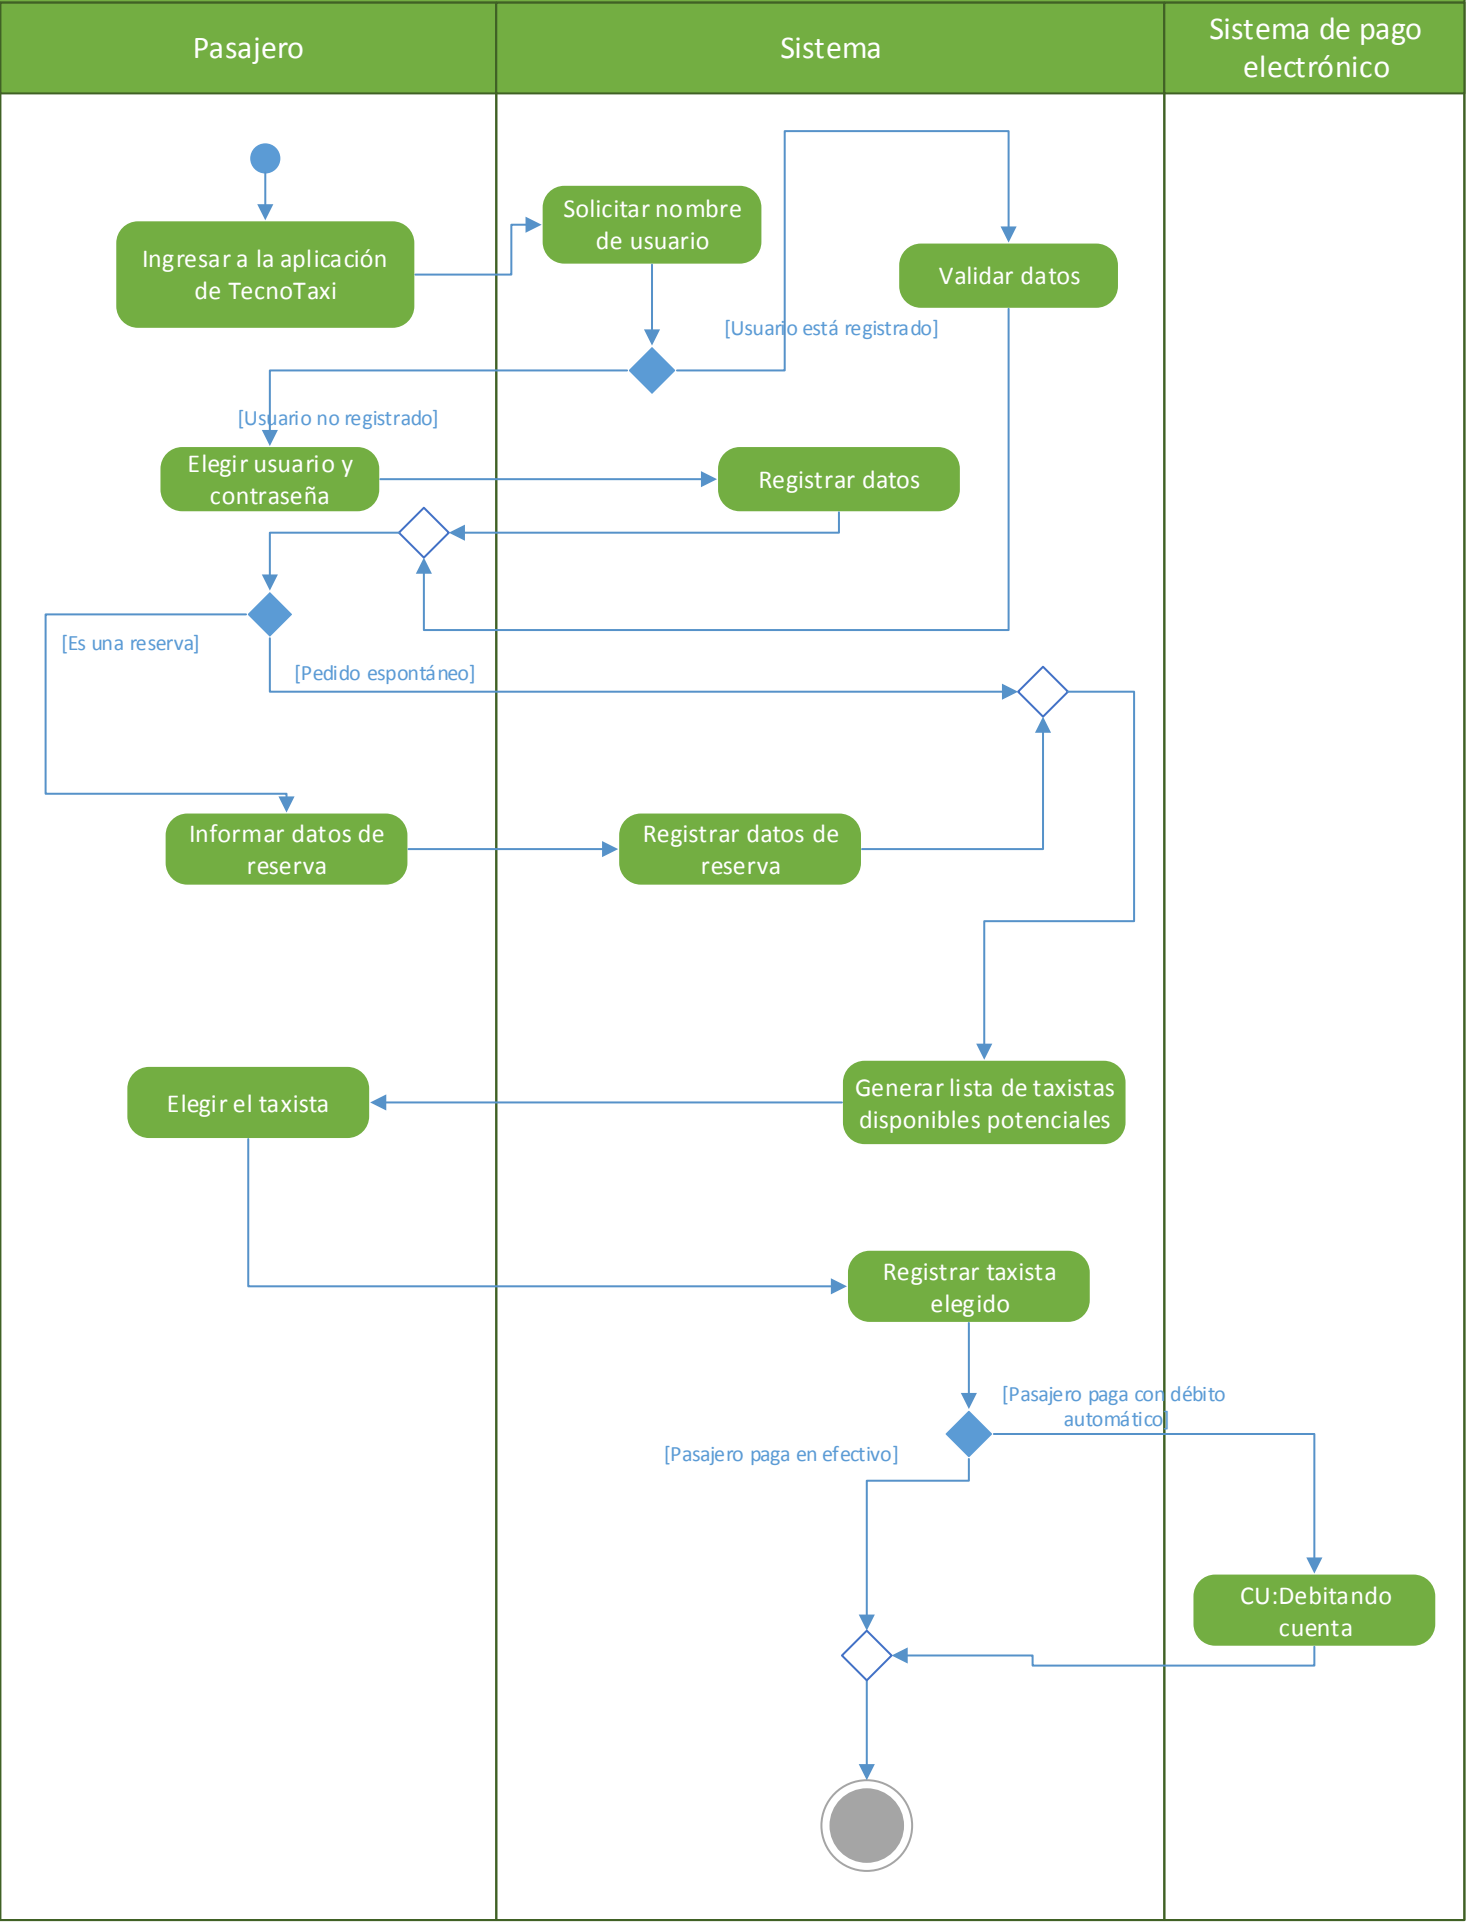 Pasajero
Sistema
Sistema de pago
electrónico
Solicitar nombre
de usuario
Ingresar a la aplicación
de TecnoTaxi
Validar datos
[Usuario está registrado]
[Usuario no registrado]
Elegir usuario y
contraseña
Registrar datos
[Es una reserva]
[Pedido espontáneo]
Informar datos de
reserva
Registrar datos de
reserva
Elegir el taxista
Generar lista de taxistas
disponibles potenciales
Registrar taxista
elegido
[Pasajero paga con débito
automático]
[Pasajero paga en efectivo]
CU:Debitando
cuenta